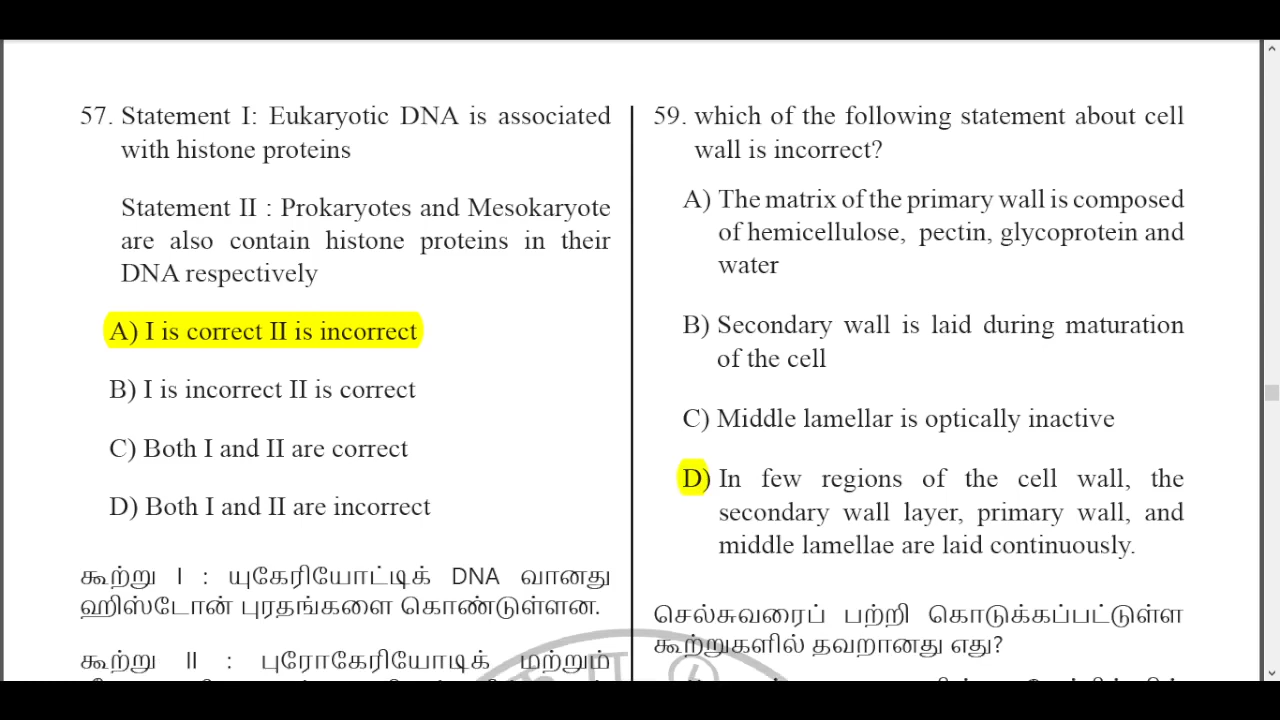 57. Statement I: Eukaryotic DNA is associated
with histone proteins
Statement II : Prokaryotes and Mesokaryote
are also contain histone proteins in their
DNA respectively
A) I is correct II is incorrect
B) I is incorrect II is correct
C) Both I and II are correct
D) Both I and II are incorrect
கூற்று I : யுகேரியோட்டிக் DNA வானது
ஹிஸ்டோன் புரதங்களை கொண்டுள்ளன.
கூற்று II : புரோகேரியோடிக் மற்றும்
59. which of the following statement about cell
wall is incorrect?
A) The matrix of the primary wall is composed
of hemicellulose, pectin, glycoprotein and
water
B) Secondary wall is laid during maturation
of the cell
C) Middle lamellar is optically inactive
D) In few regions of the cell wall, the
secondary wall layer, primary wall, and
middle lamellae are laid continuously.
செல்சுவரைப் பற்றி கொடுக்கப்பட்டுள்ள
கூற்றுகளில் தவறானது எது?